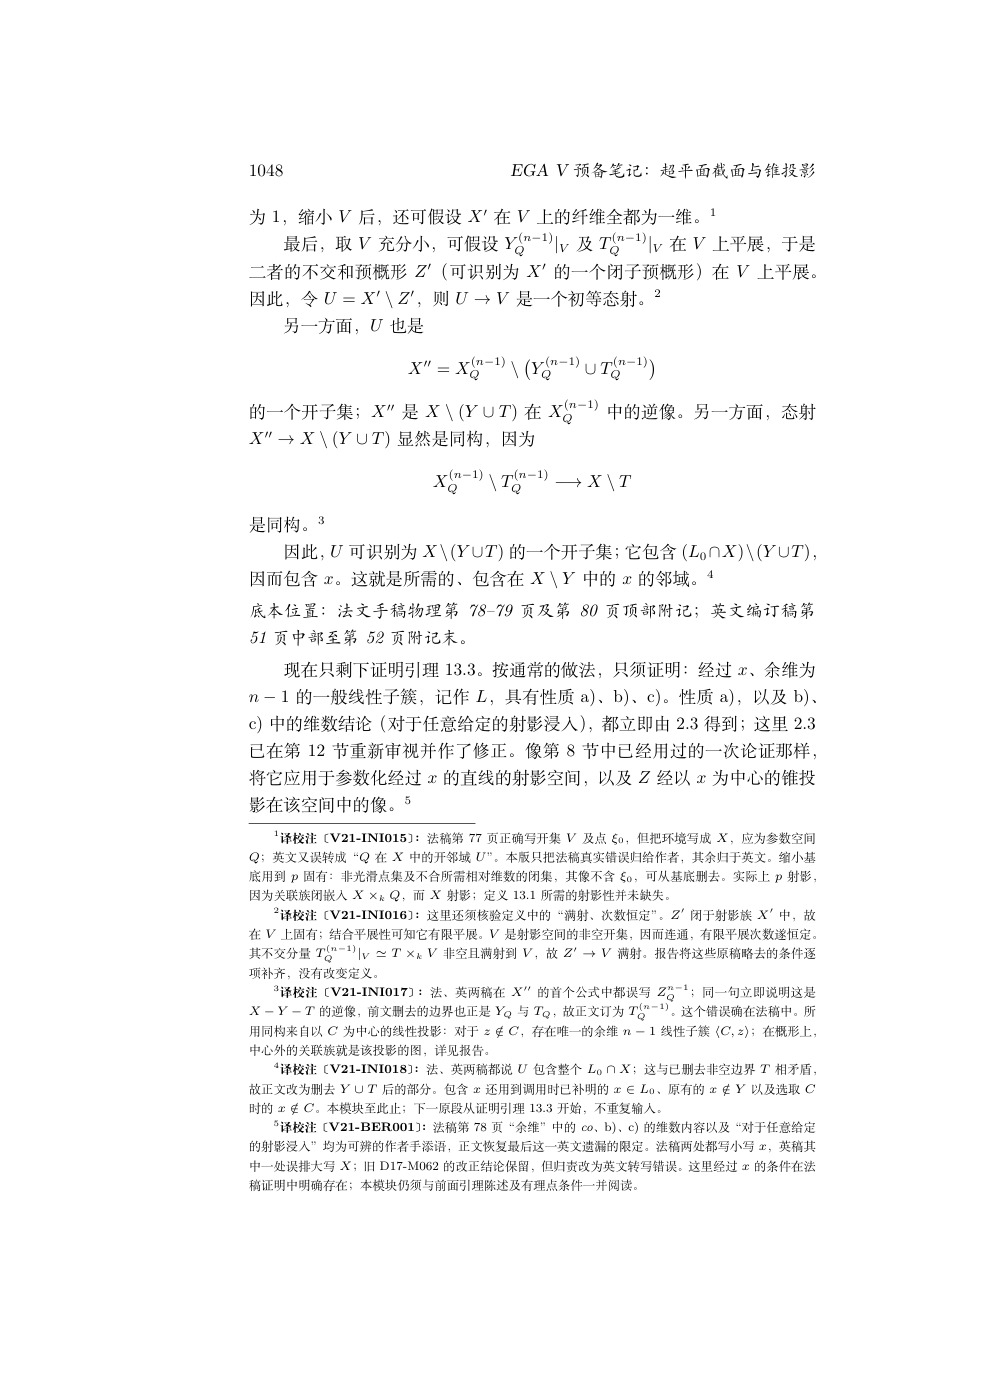 1048 EGA V 预备笔记：超平面截面与锥投影
为 1，缩小 V 后，还可假设 X′ 在 V 上的纤维全都为一维。¹
最后，取 V 充分小，可假设 Y_Q^{(n−1)}|_V 及 T_Q^{(n−1)}|_V 在 V 上平展，于是
二者的不交和预概形 Z′（可识别为 X′ 的一个闭子预概形）在 V 上平展。
因此，令 U = X′ \ Z′，则 U → V 是一个初等态射。²
另一方面，U 也是
X″ = X_Q^{(n−1)} \ (Y_Q^{(n−1)} ∪ T_Q^{(n−1)})
的一个开子集；X″ 是 X \ (Y ∪ T) 在 X_Q^{(n−1)} 中的逆像。另一方面，态射
X″ → X \ (Y ∪ T) 显然是同构，因为
X_Q^{(n−1)} \ T_Q^{(n−1)} ⟶ X \ T
是同构。³
因此，U 可识别为 X\(Y∪T) 的一个开子集；它包含 (L₀∩X)\(Y∪T)，
因而包含 x。这就是所需的、包含在 X \ Y 中的 x 的邻域。⁴
底本位置：法文手稿物理第 78–79 页及第 80 页顶部附记；英文编订稿第
51 页中部至第 52 页附记末。
现在只剩下证明引理 13.3。按通常的做法，只须证明：经过 x、余维为
n − 1 的一般线性子簇，记作 L，具有性质 a)、b)、c)。性质 a)，以及 b)、
c) 中的维数结论（对于任意给定的射影浸入），都立即由 2.3 得到；这里 2.3
已在第 12 节重新审视并作了修正。像第 8 节中已经用过的一次论证那样，
将它应用于参数化经过 x 的直线的射影空间，以及 Z 经以 x 为中心的锥投
影在该空间中的像。⁵
¹译校注〔V21-INI015〕：法稿第 77 页正确写开集 V 及点 ξ₀，但把环境写成 X，应为参数空间
Q；英文又误转成 “Q 在 X 中的开邻域 U”。本版只把法稿真实错误归给作者，其余归于英文。缩小基
底用到 p 固有：非光滑点集及不合所需相对维数的闭集，其像不含 ξ₀，可从基底删去。实际上 p 射影，
因为关联族闭嵌入 X ×_k Q，而 X 射影；定义 13.1 所需的射影性并未缺失。
²译校注〔V21-INI016〕：这里还须核验定义中的 “满射、次数恒定”。Z′ 闭于射影族 X′ 中，故
在 V 上固有；结合平展性可知它有限平展。V 是射影空间的非空开集，因而连通，有限平展次数遂恒定。
其不交分量 T_Q^{(n−1)}|_V ≃ T ×_k V 非空且满射到 V，故 Z′ → V 满射。报告将这些原稿略去的条件逐
项补齐，没有改变定义。
³译校注〔V21-INI017〕：法、英两稿在 X″ 的首个公式中都误写 Z_Q^{n−1}；同一句立即说明这是
X − Y − T 的逆像，前文删去的边界也正是 Y_Q 与 T_Q，故正文订为 T_Q^{(n−1)}。这个错误确在法稿中。所
用同构来自以 C 为中心的线性投影：对于 z ∉ C，存在唯一的余维 n − 1 线性子簇 ⟨C, z⟩；在概形上，
中心外的关联族就是该投影的图，详见报告。
⁴译校注〔V21-INI018〕：法、英两稿都说 U 包含整个 L₀ ∩ X；这与已删去非空边界 T 相矛盾，
故正文改为删去 Y ∪ T 后的部分。包含 x 还用到调用时已补明的 x ∈ L₀、原有的 x ∉ Y 以及选取 C
时的 x ∉ C。本模块至此止；下一原段从证明引理 13.3 开始，不重复输入。
⁵译校注〔V21-BER001〕：法稿第 78 页 “余维” 中的 co、b)、c) 的维数内容以及 “对于任意给定
的射影浸入” 均为可辨的作者手添语，正文恢复最后这一英文遗漏的限定。法稿两处都写小写 x，英稿其
中一处误排大写 X；旧 D17-M062 的改正结论保留，但归责改为英文转写错误。这里经过 x 的条件在法
稿证明中明确存在；本模块仍须与前面引理陈述及有理点条件一并阅读。